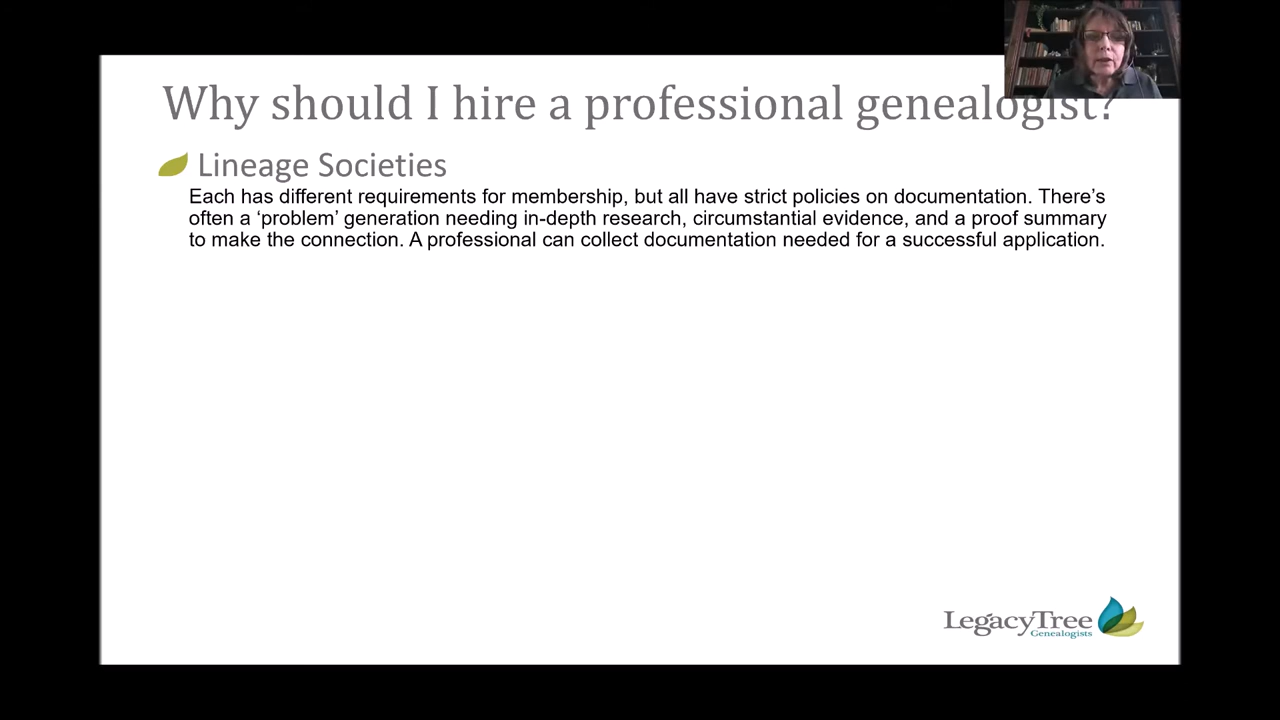 Why should I hire a professional genealogist?
Lineage Societies
Each has different requirements for membership, but all have strict policies on documentation. There’s
often a ‘problem’ generation needing in-depth research, circumstantial evidence, and a proof summary
to make the connection. A professional can collect documentation needed for a successful application.
LegacyTree
Genealogists